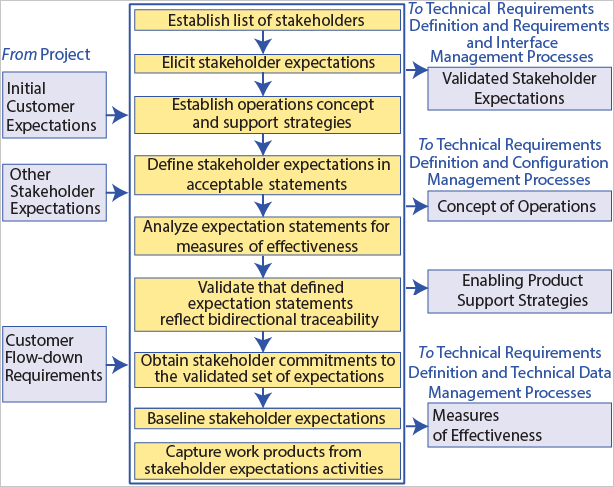 From Project
Initial
Customer
Expectations
Other
Stakeholder
Expectations
Customer
Flow-down
Requirements
Establish list of stakeholders
Elicit stakeholder expectations
Establish operations concept
and support strategies
Define stakeholder expectations in
acceptable statements
Analyze expectation statements for
measures of effectiveness
Validate that defined
expectation statements
reflect bidirectional traceability
Obtain stakeholder commitments to
the validated set of expectations
Baseline stakeholder expectations
Capture work products from
stakeholder expectations activities
To Technical Requirements
Definition and Requirements
and Interface
Management Processes
Validated Stakeholder
Expectations
To Technical Requirements
Definition and Configuration
Management Processes
Concept of Operations
Enabling Product
Support Strategies
To Technical Requirements
Definition and Technical Data
Management Processes
Measures
of Effectiveness